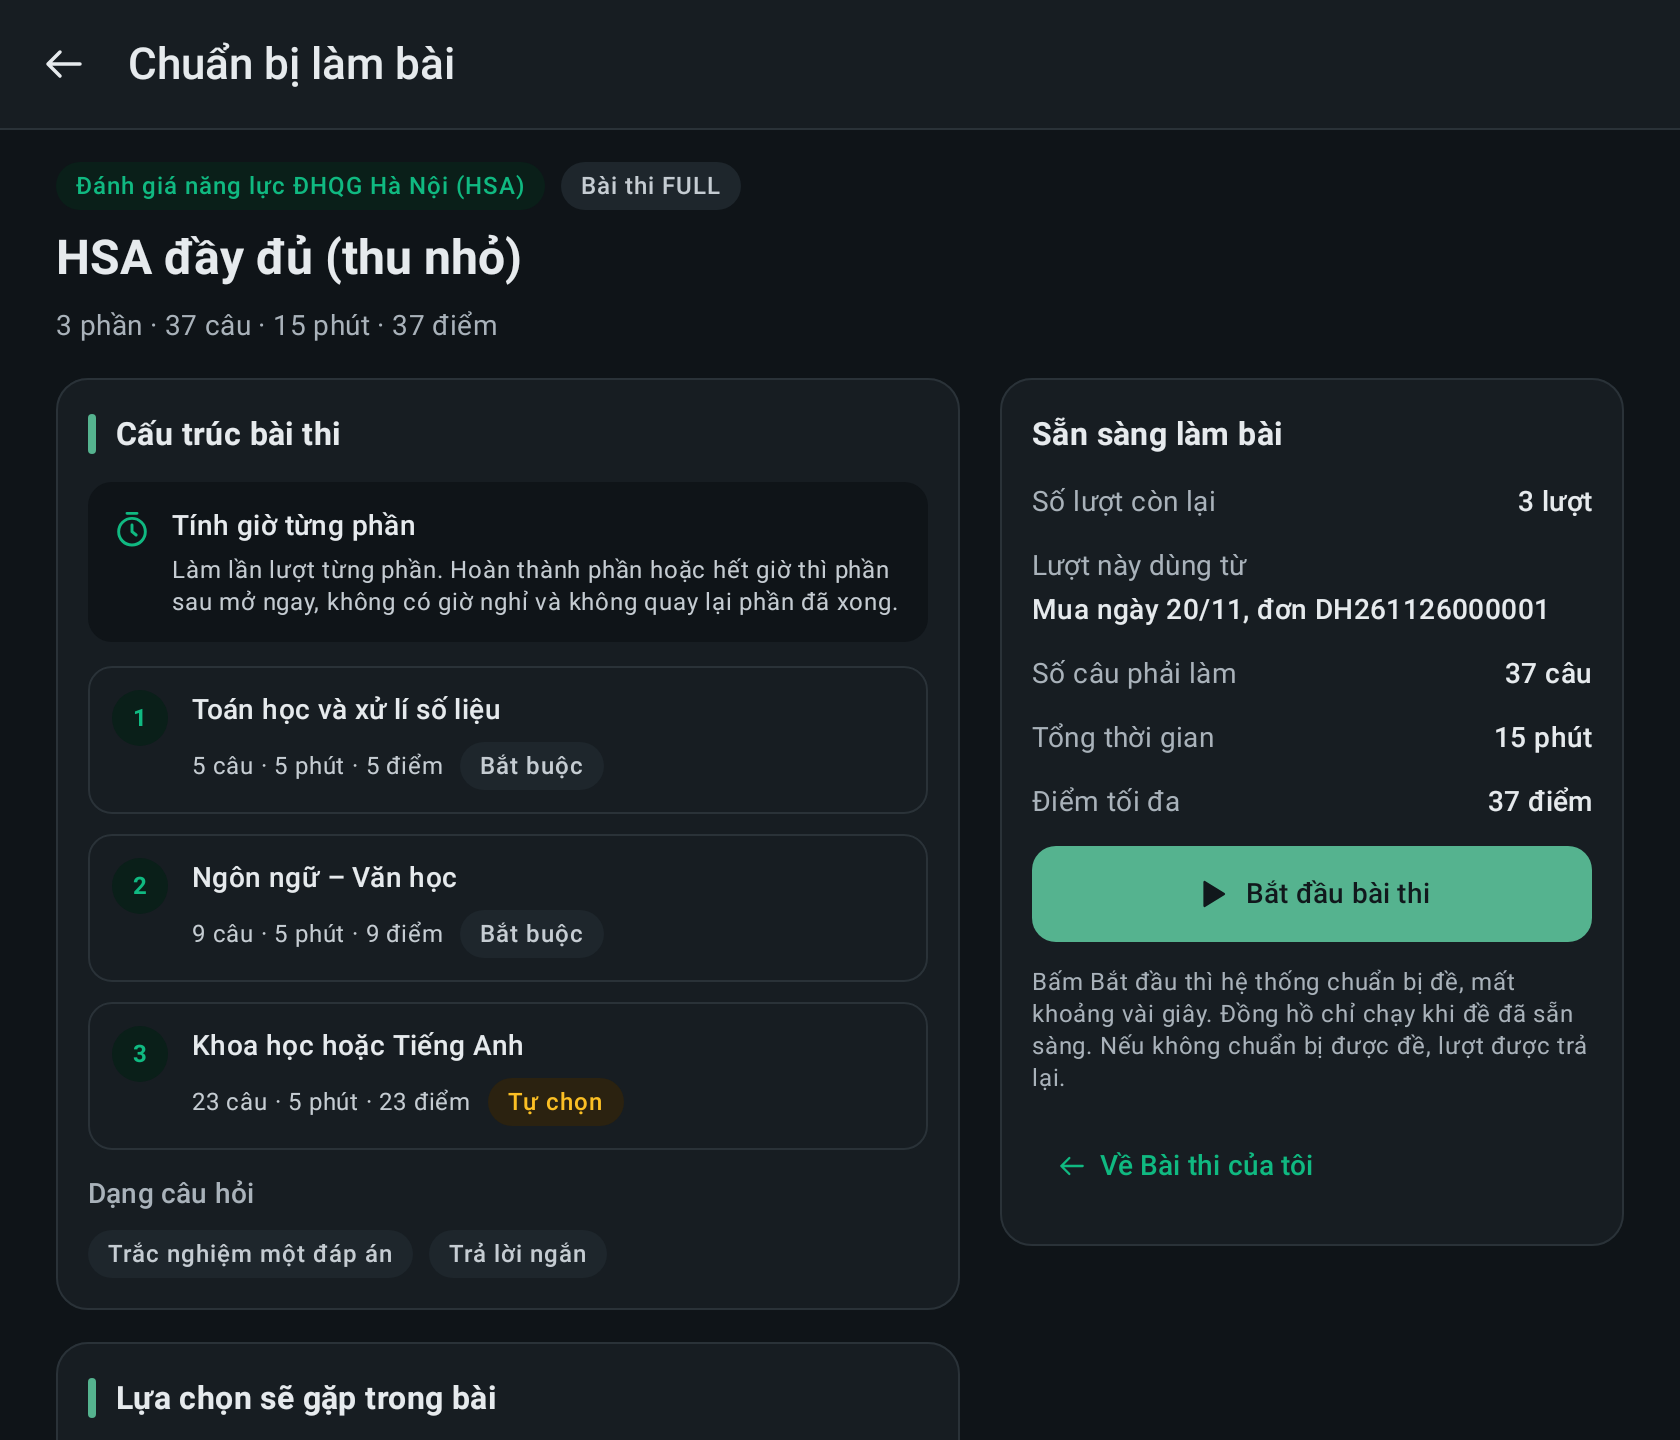 Chuẩn bị làm bài
Đánh giá năng lực ĐHQG Hà Nội (HSA)
Bài thi FULL
HSA đầy đủ (thu nhỏ)
3 phần · 37 câu · 15 phút · 37 điểm
Cấu trúc bài thi
Tính giờ từng phần
Làm lần lượt từng phần. Hoàn thành phần hoặc hết giờ thì phần
sau mở ngay, không có giờ nghỉ và không quay lại phần đã xong.
1
Toán học và xử lí số liệu
5 câu · 5 phút · 5 điểm
Bắt buộc
2
Ngôn ngữ – Văn học
9 câu · 5 phút · 9 điểm
Bắt buộc
3
Khoa học hoặc Tiếng Anh
23 câu · 5 phút · 23 điểm
Tự chọn
Dạng câu hỏi
Trắc nghiệm một đáp án
Trả lời ngắn
Lựa chọn sẽ gặp trong bài
Sẵn sàng làm bài
Số lượt còn lại
3 lượt
Lượt này dùng từ
Mua ngày 20/11, đơn DH261126000001
Số câu phải làm
37 câu
Tổng thời gian
15 phút
Điểm tối đa
37 điểm
Bắt đầu bài thi
Bấm Bắt đầu thì hệ thống chuẩn bị đề, mất
khoảng vài giây. Đồng hồ chỉ chạy khi đề đã sẵn
sàng. Nếu không chuẩn bị được đề, lượt được trả
lại.
Về Bài thi của tôi